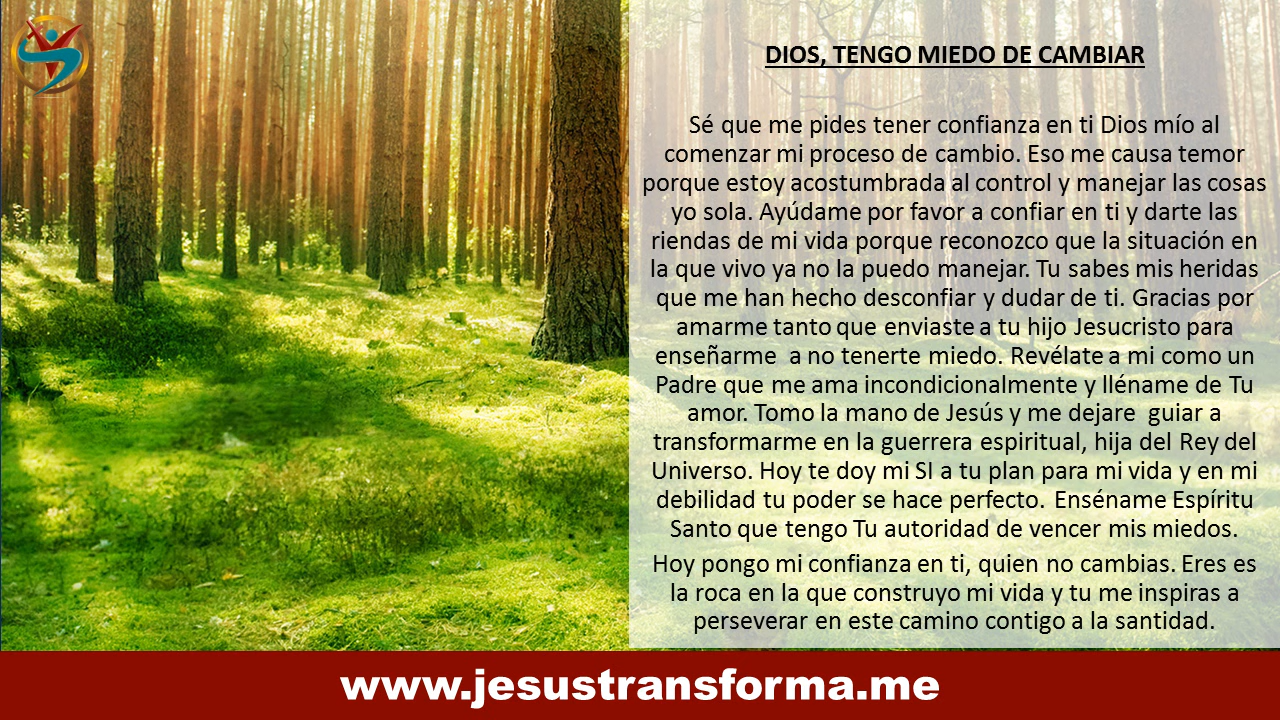 DIOS, TENGO MIEDO DE CAMBIAR
Sé que me pides tener confianza en ti Dios mío al
comenzar mi proceso de cambio. Eso me causa temor
porque estoy acostumbrada al control y manejar las cosas
yo sola. Ayúdame por favor a confiar en ti y darte las
riendas de mi vida porque reconozco que la situación en
la que vivo ya no la puedo manejar. Tu sabes mis heridas
que me han hecho desconfiar y dudar de ti. Gracias por
amarme tanto que enviaste a tu hijo Jesucristo para
enseñarme  a no tenerte miedo. Revélate a mi como un
Padre que me ama incondicionalmente y lléname de Tu
amor. Tomo la mano de Jesús y me dejare  guiar a
transformarme en la guerrera espiritual, hija del Rey del
Universo. Hoy te doy mi SI a tu plan para mi vida y en mi
debilidad tu poder se hace perfecto.  Enséname Espíritu
Santo que tengo Tu autoridad de vencer mis miedos.
Hoy pongo mi confianza en ti, quien no cambias. Eres es
la roca en la que construyo mi vida y tu me inspiras a
perseverar en este camino contigo a la santidad.
www.jesustransforma.me